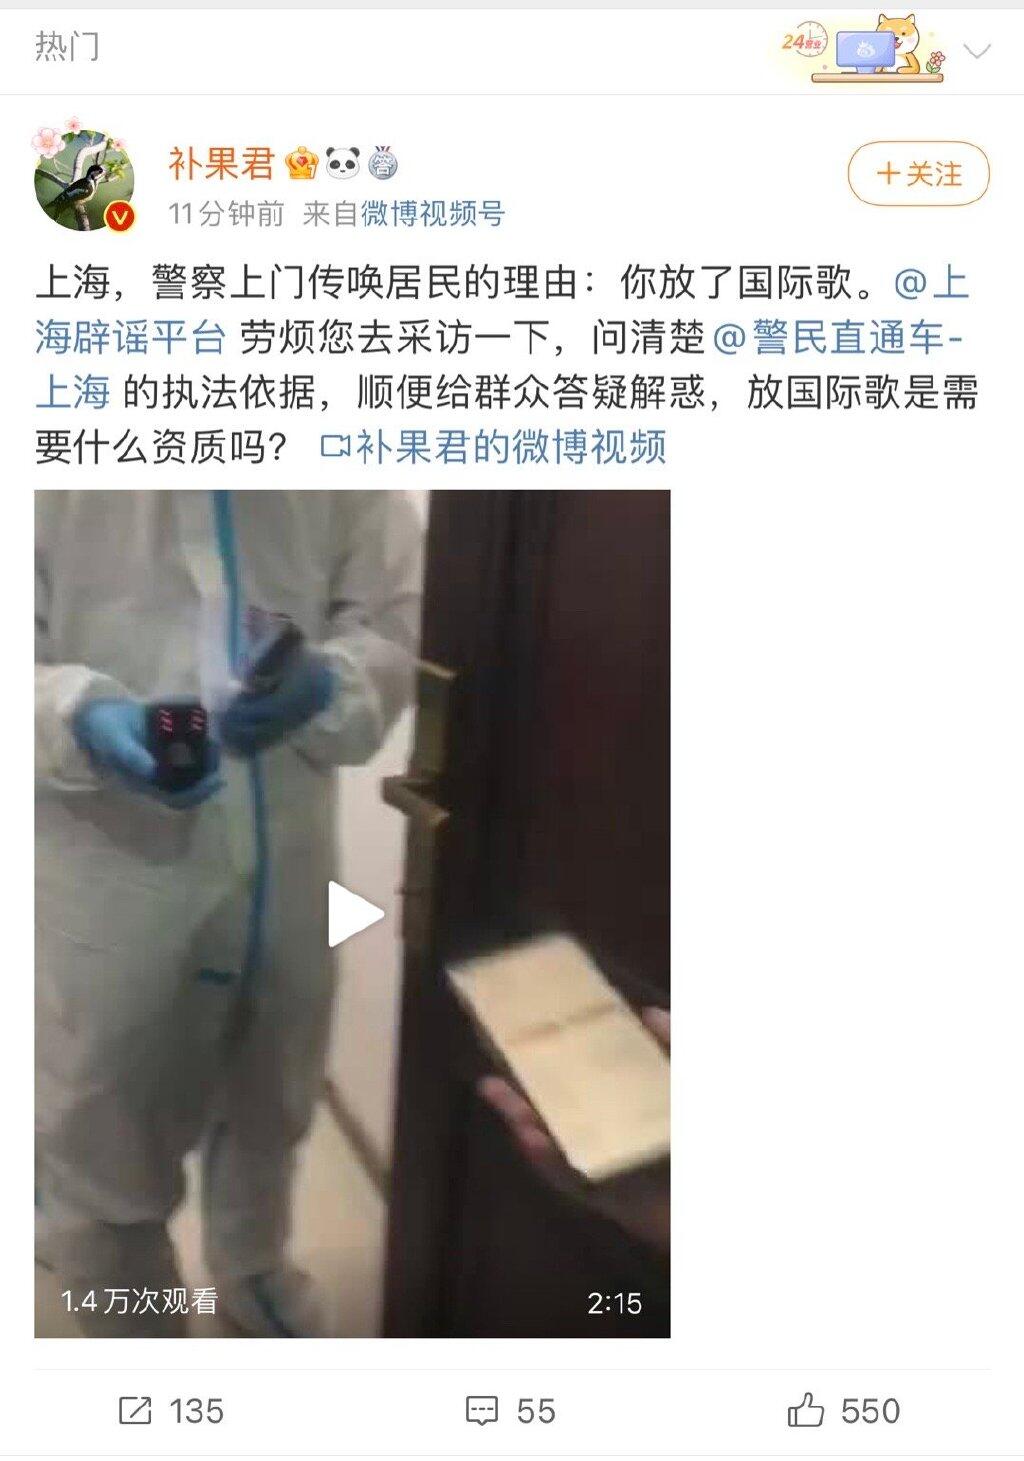 热门
24营业
补果君
11分钟前 来自微博视频号
+关注
上海，警察上门传唤居民的理由：你放了国际歌。@上
海辟谣平台 劳烦您去采访一下，问清楚@警民直通车-
上海 的执法依据，顺便给群众答疑解惑，放国际歌是需
要什么资质吗？ 补果君的微博视频
1.4万次观看
2:15
135
55
550